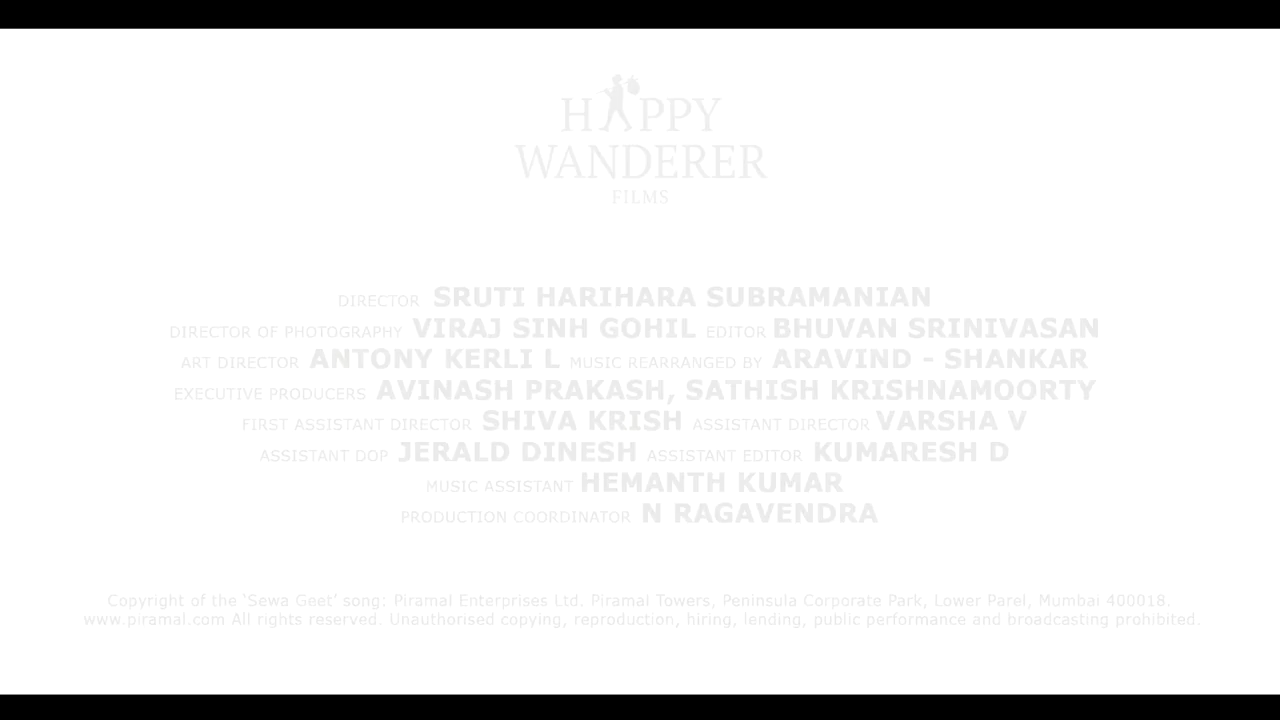 HAPPY
WANDERER
FILMS
DIRECTOR SRUTI HARIHARA SUBRAMANIAN
DIRECTOR OF PHOTOGRAPHY VIRAJ SINH GOHIL EDITOR BHUVAN SRINIVASAN
ART DIRECTOR ANTONY KERLI L MUSIC REARRANGED BY ARAVIND - SHANKAR
EXECUTIVE PRODUCERS AVINASH PRAKASH, SATHISH KRISHNAMOORTY
FIRST ASSISTANT DIRECTOR SHIVA KRISH ASSISTANT DIRECTOR VARSHA V
ASSISTANT DOP JERALD DINESH ASSISTANT EDITOR KUMARESH D
MUSIC ASSISTANT HEMANTH KUMAR
PRODUCTION COORDINATOR N RAGAVENDRA
Copyright of the 'Sewa Geet' song: Piramal Enterprises Ltd. Piramal Towers, Peninsula Corporate Park, Lower Parel, Mumbai 400018.
www.piramal.com All rights reserved. Unauthorised copying, reproduction, hiring, lending, public performance and broadcasting prohibited.